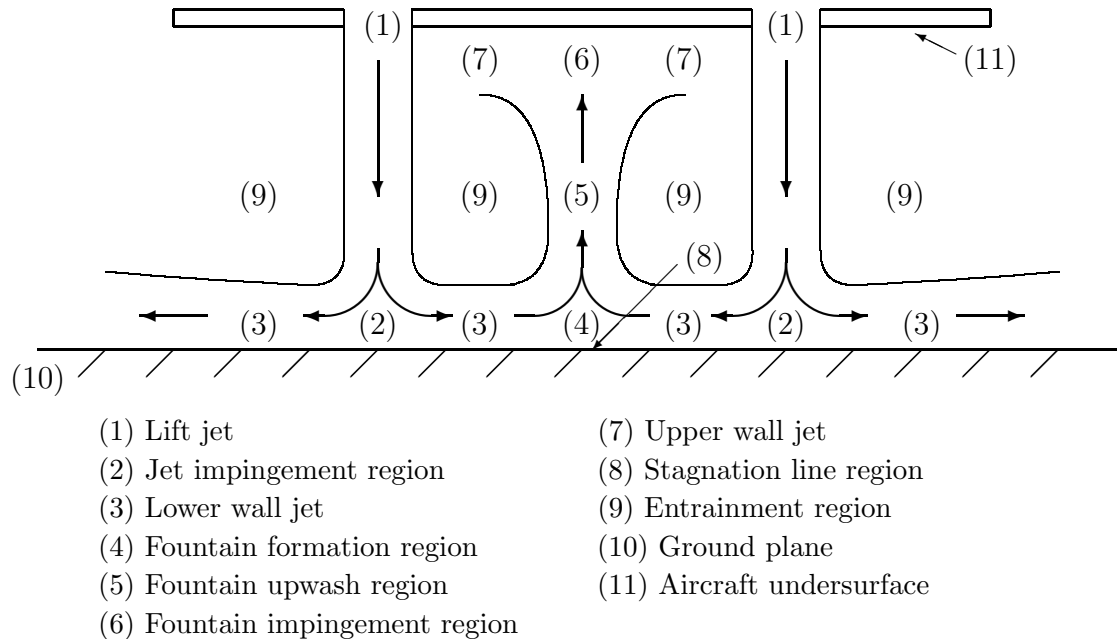 (1) (1)
(7) (6) (7) (11)
(9) (9) (5) (9) (9)
(8)
(3) (2) (3) (4) (3) (2) (3)
(10)
(1) Lift jet
(2) Jet impingement region
(3) Lower wall jet
(4) Fountain formation region
(5) Fountain upwash region
(6) Fountain impingement region
(7) Upper wall jet
(8) Stagnation line region
(9) Entrainment region
(10) Ground plane
(11) Aircraft undersurface